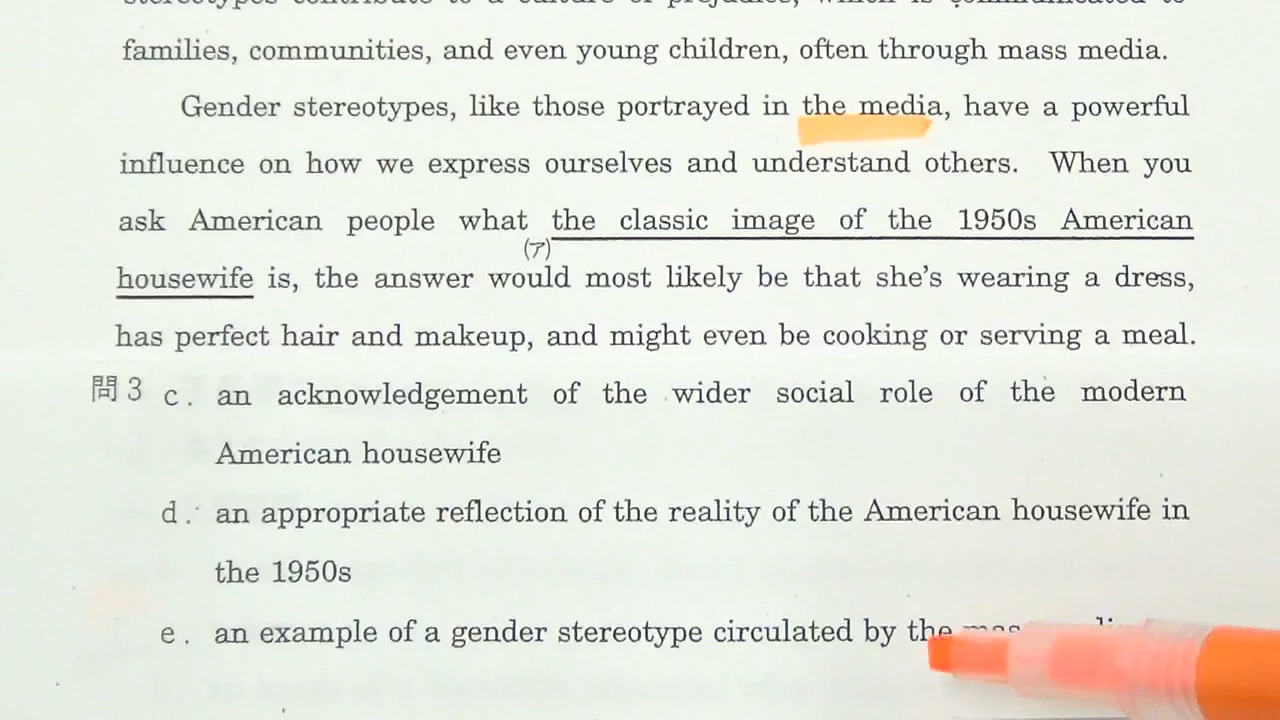 families, communities, and even young children, often through mass media.
Gender stereotypes, like those portrayed in the media, have a powerful
influence on how we express ourselves and understand others. When you
ask American people what the classic image of the 1950s American
(ア)
housewife is, the answer would most likely be that she's wearing a dress,
has perfect hair and makeup, and might even be cooking or serving a meal.
問3 c. an acknowledgement of the wider social role of the modern
American housewife
d. an appropriate reflection of the reality of the American housewife in
the 1950s
e. an example of a gender stereotype circulated by the